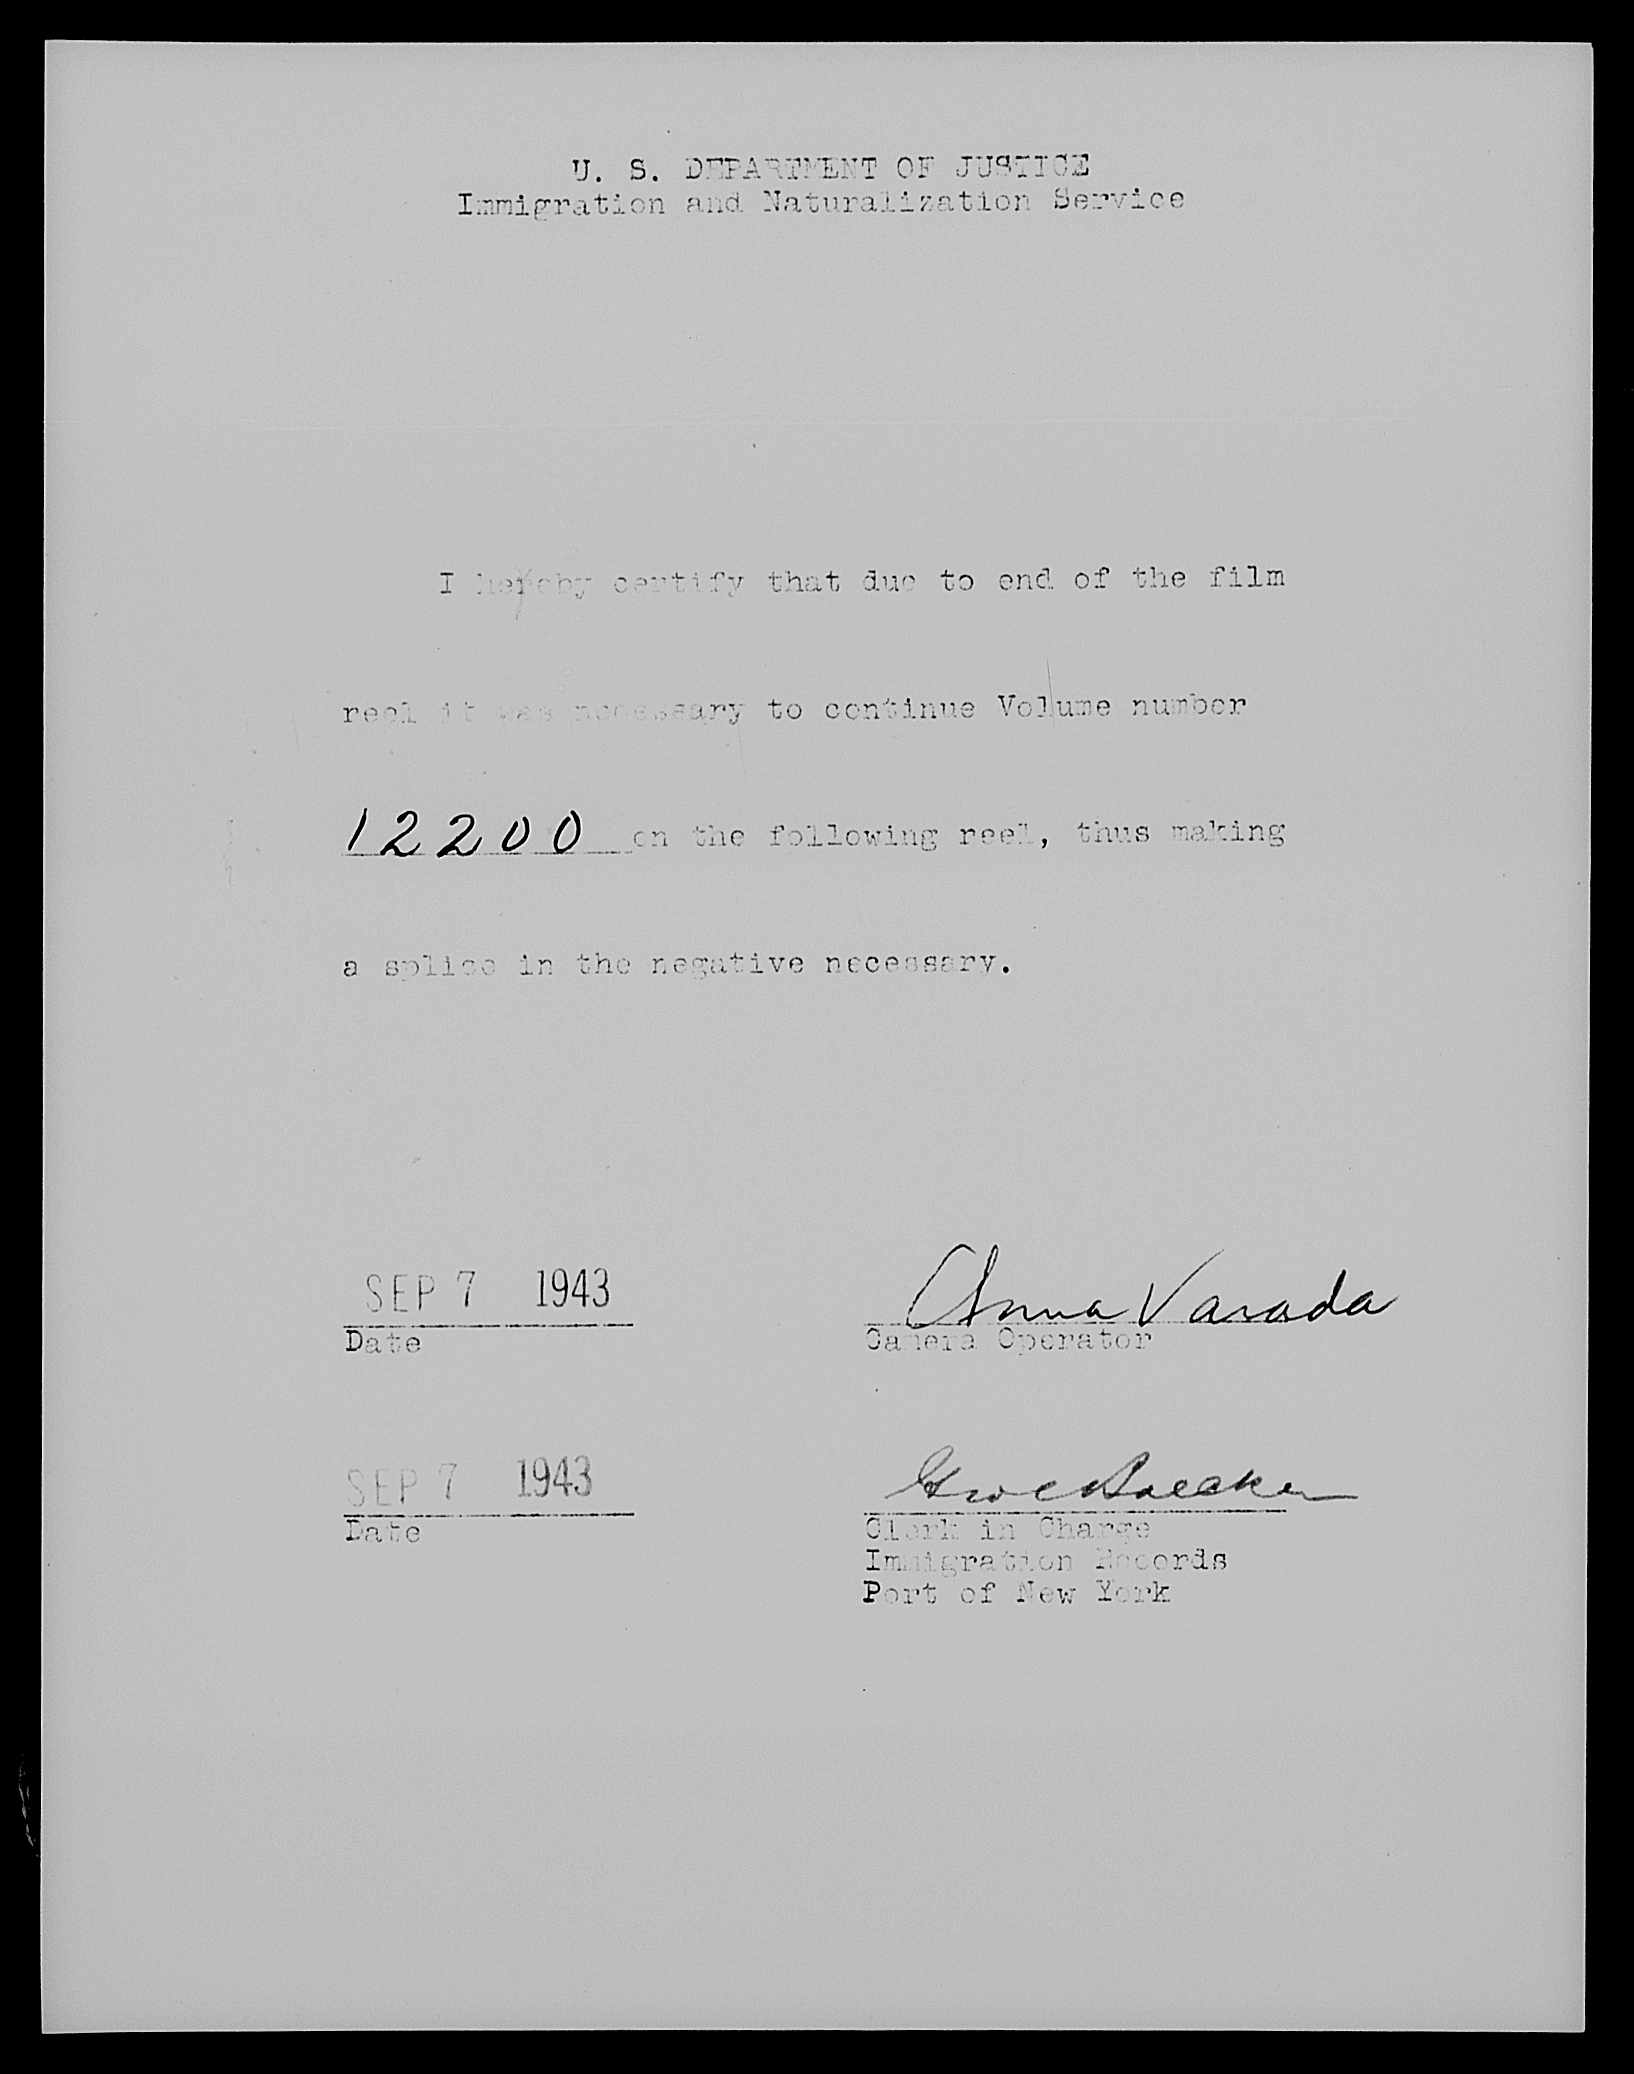 U. S. DEPARTMENT OF JUSTICE
Immigration and Naturalization Service
I hereby certify that due to end of the film
reel it was necessary to continue Volume number
12200 on the following reel, thus making
a splice in the negative necessary.
SEP 7 1943
Date
Anna Varada
Camera Operator
SEP 7 1943
Date
Clerk in Charge
Immigration Records
Port of New York